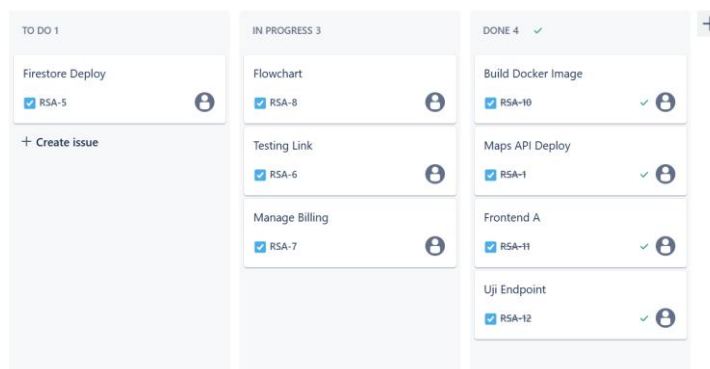 TO DO 1
Firestore Deploy
RSA-5
+ Create issue
IN PROGRESS 3
Flowchart
RSA-8
Testing Link
RSA-6
Manage Billing
RSA-7
DONE 4
Build Docker Image
RSA-10
Maps API Deploy
RSA-1
Frontend A
RSA-11
Uji Endpoint
RSA-12